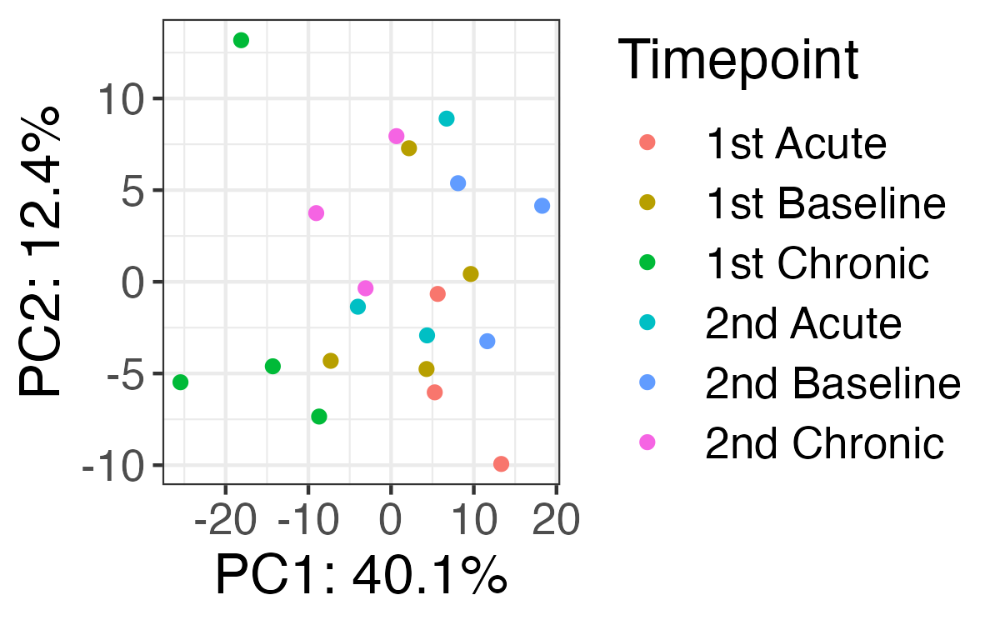 PC2: 12.4%
10
5
0
-5
-10
-20 -10 0 10 20
PC1: 40.1%
Timepoint
1st Acute
1st Baseline
1st Chronic
2nd Acute
2nd Baseline
2nd Chronic